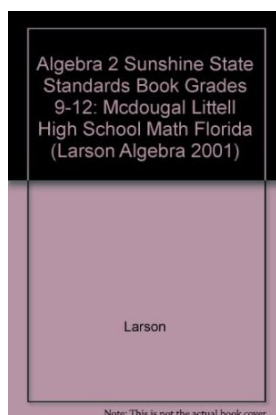 Algebra 2 Sunshine State
Standards Book Grades
9-12: Mcdougal Littell
High School Math Florida
(Larson Algebra 2001)
Larson
Note: This is not the actual book cover